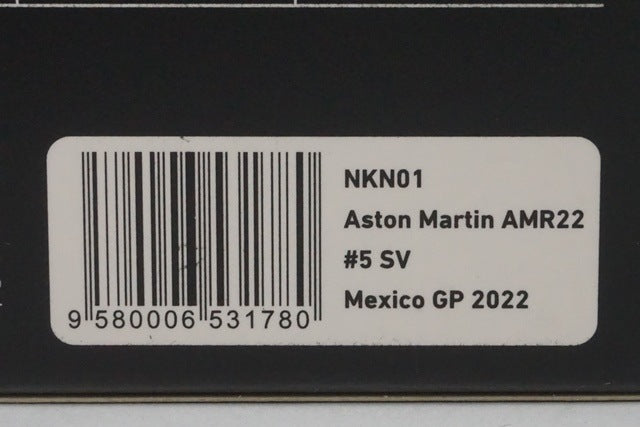 NKN01
Aston Martin AMR22
#5 SV
Mexico GP 2022
9 580006 531780